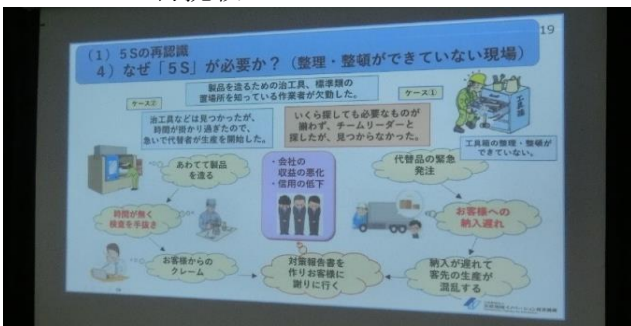 19
(1) 5Sの再認識
4)なぜ「5S」が必要か?(整理・整頓ができていない現場)
製品を造るための治工具、標準類の
置場所を知っている作業者が欠勤した。
ケース②
ケース①
治工具などは見つかったが、
時間が掛かり過ぎたので、
急いで代替者が生産を開始した。
いくら探しても必要なものが
揃わず、チームリーダーと
探したが、見つからなかった。
工具箱
工具箱の整理・整頓が
できていない。
あわてて製品
を造る
・会社の
収益の悪化
・信用の低下
代替品の緊急
発注
時間が無く
検査を手抜き
お客様への
納入遅れ
お客様からの
クレーム
対策報告書を
作りお客様に
謝りに行く
納入が遅れて
客先の生産が
混乱する